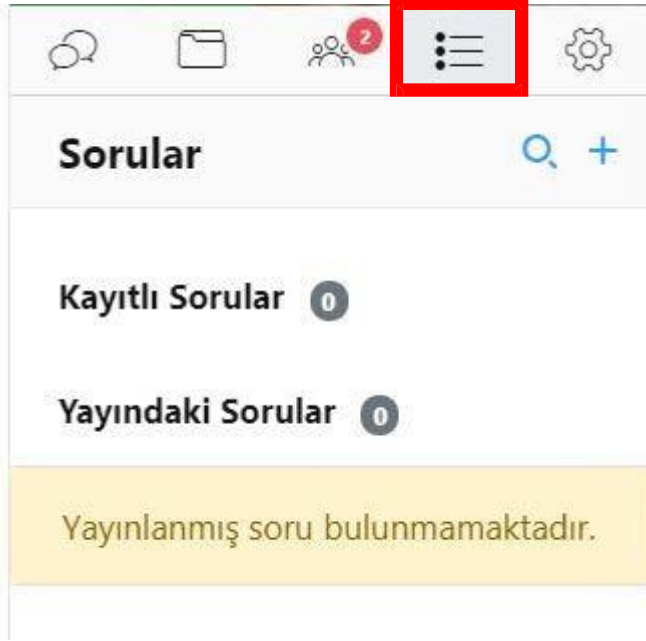 2
Sorular
Kayıtlı Sorular 0
Yayındaki Sorular 0
Yayınlanmış soru bulunmamaktadır.